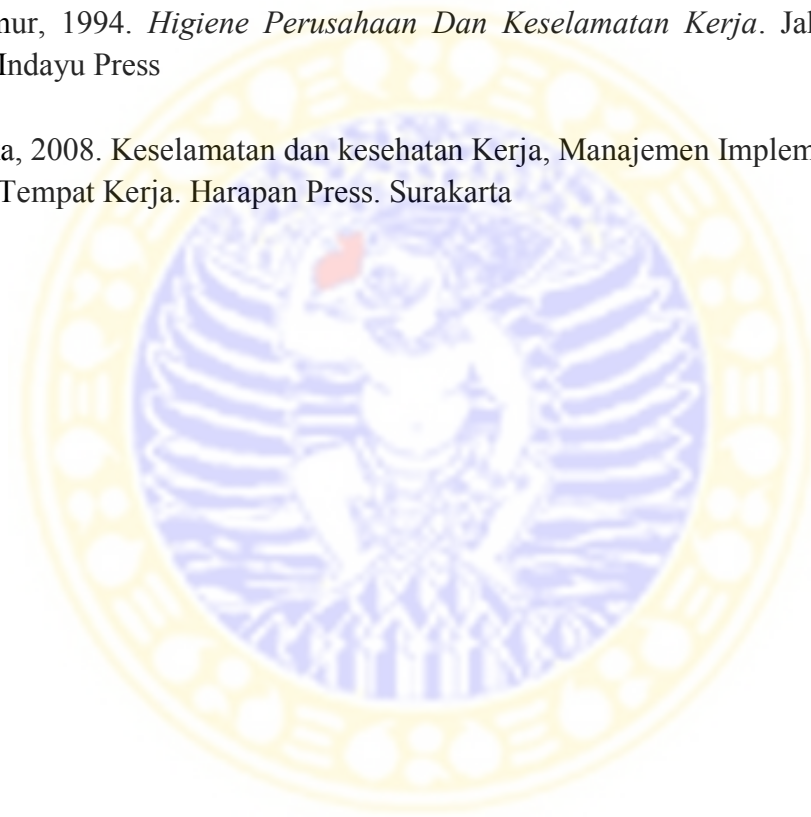 mur, 1994. Higiene Perusahaan Dan Keselamatan Kerja. Jal
Indayu Press
a, 2008. Keselamatan dan kesehatan Kerja, Manajemen Implem
Tempat Kerja. Harapan Press. Surakarta